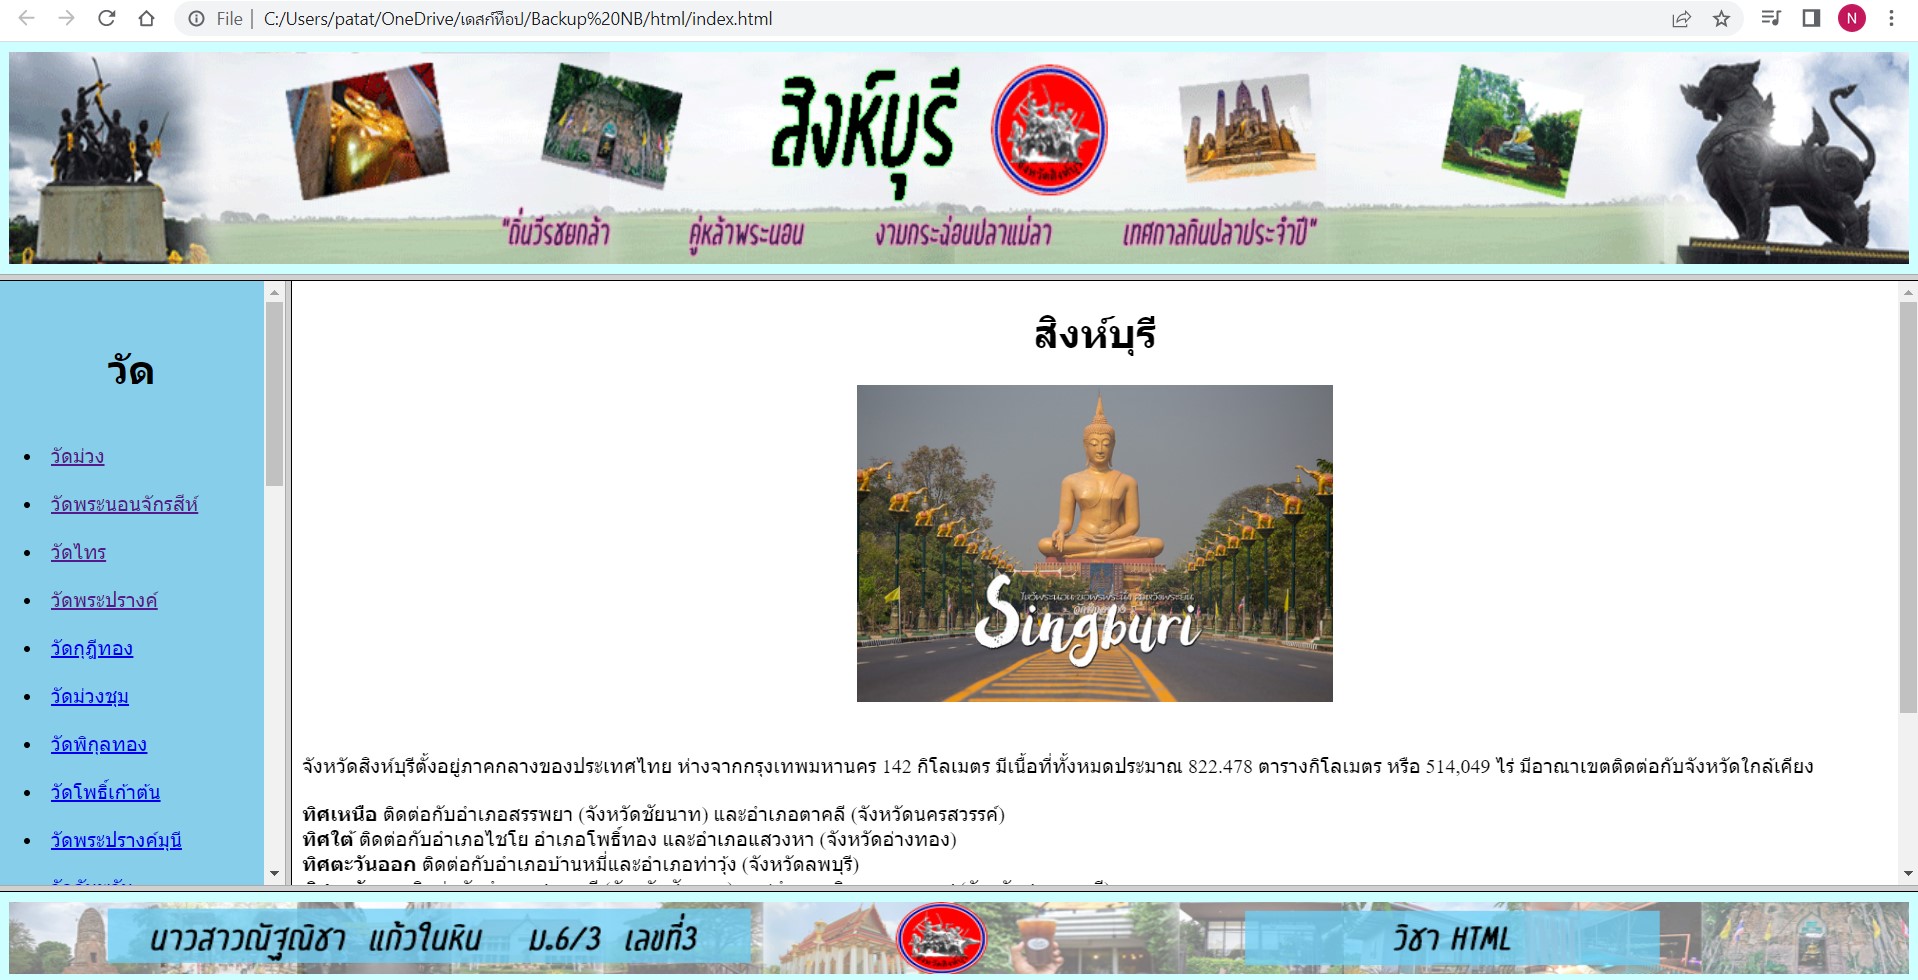 File | C:/Users/patat/OneDrive/เดสก์ท็อป/Backup%20NB/html/index.html
N
สิงห์บุรี
"ถิ่นวีรชนกล้า คู่หล้าพระนอน งามกระฉ่อนปลาแม่ลา เทศกาลกินปลาประจำปี"
วัด
วัดม่วง
วัดพระนอนจักรสีห์
วัดไทร
วัดพระปรางค์
วัดกุฎีทอง
วัดม่วงชุม
วัดพิกุลทอง
วัดโพธิ์เก้าต้น
วัดพระปรางค์มุนี
สิงห์บุรี
Singburi
จังหวัดสิงห์บุรีตั้งอยู่ภาคกลางของประเทศไทย ห่างจากกรุงเทพมหานคร 142 กิโลเมตร มีเนื้อที่ทั้งหมดประมาณ 822.478 ตารางกิโลเมตร หรือ 514,049 ไร่ มีอาณาเขตติดต่อกับจังหวัดใกล้เคียง
ทิศเหนือ ติดต่อกับอำเภอสรรพยา (จังหวัดชัยนาท) และอำเภอตาคลี (จังหวัดนครสวรรค์)
ทิศใต้ ติดต่อกับอำเภอไชโย อำเภอโพธิ์ทอง และอำเภอแสวงหา (จังหวัดอ่างทอง)
ทิศตะวันออก ติดต่อกับอำเภอบ้านหมี่และอำเภอท่าวุ้ง (จังหวัดลพบุรี)
นาวสาวณัฐณิชา แก้วในหิน ม.6/3 เลขที่3
วิชา HTML